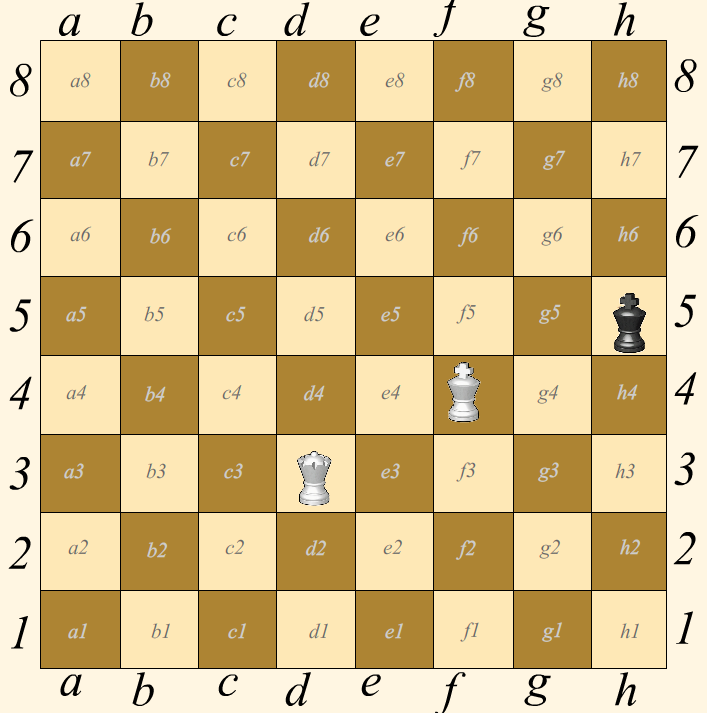 a b c d e f g h
8 a8 b8 c8 d8 e8 f8 g8 h8 8
7 a7 b7 c7 d7 e7 f7 g7 h7 7
6 a6 b6 c6 d6 e6 f6 g6 h6 6
5 a5 b5 c5 d5 e5 f5 g5 5
4 a4 b4 c4 d4 e4 g4 h4 4
3 a3 b3 c3 e3 f3 g3 h3 3
2 a2 b2 c2 d2 e2 f2 g2 h2 2
1 a1 b1 c1 d1 e1 f1 g1 h1 1
a b c d e f g h